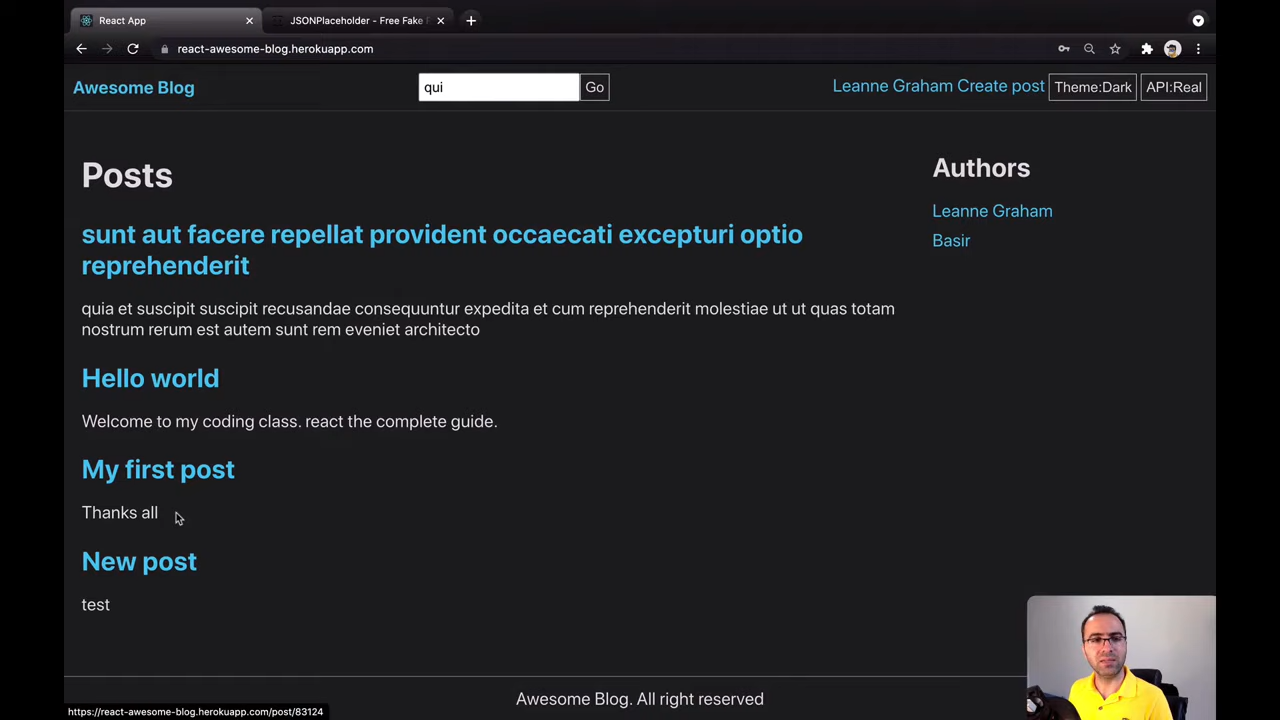 React App
JSONPlaceholder - Free Fake
react-awesome-blog.herokuapp.com
Awesome Blog
qui
Go
Leanne Graham Create post
Theme:Dark
API:Real
Posts
sunt aut facere repellat provident occaecati excepturi optio
reprehenderit
quia et suscipit suscipit recusandae consequuntur expedita et cum reprehenderit molestiae ut ut quas totam
nostrum rerum est autem sunt rem eveniet architecto
Hello world
Welcome to my coding class. react the complete guide.
My first post
Thanks all
New post
test
Authors
Leanne Graham
Basir
Awesome Blog. All right reserved
https://react-awesome-blog.herokuapp.com/post/83124